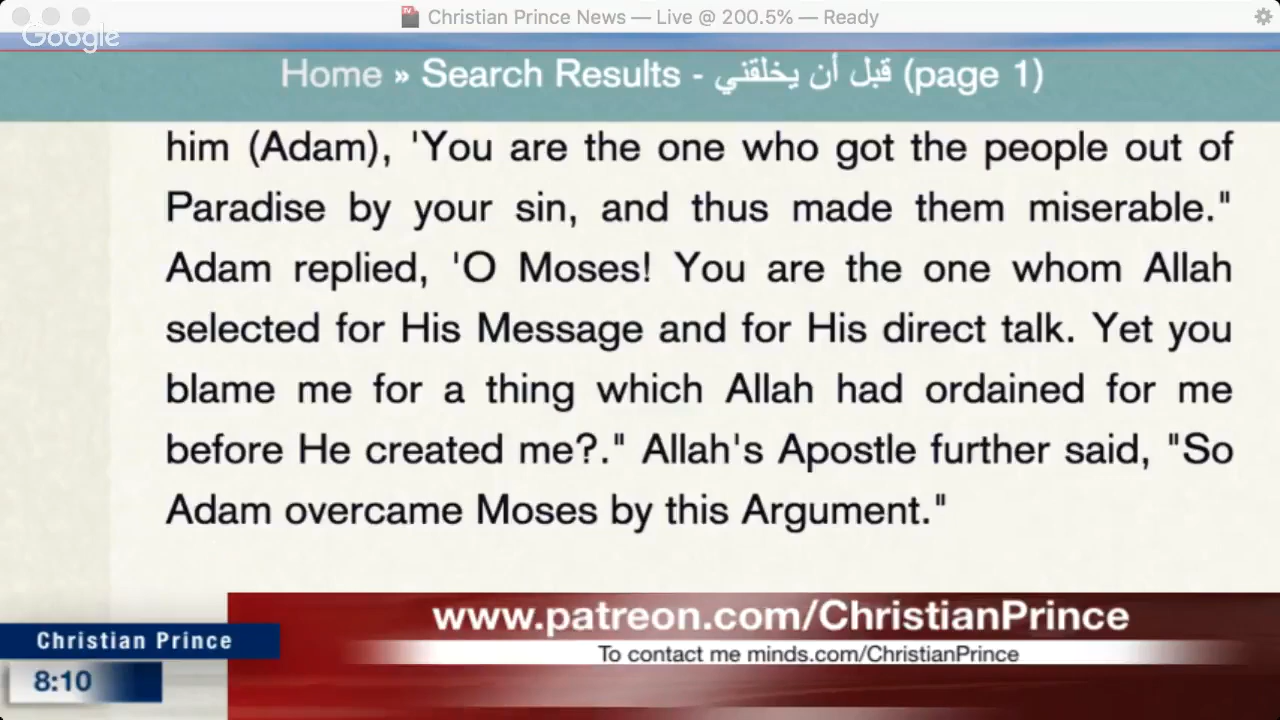 Christian Prince News — Live @ 200.5% — Ready
Google
Home » Search Results - قبل أن يخلقني (page 1)
him (Adam), 'You are the one who got the people out of
Paradise by your sin, and thus made them miserable."
Adam replied, 'O Moses! You are the one whom Allah
selected for His Message and for His direct talk. Yet you
blame me for a thing which Allah had ordained for me
before He created me?." Allah's Apostle further said, "So
Adam overcame Moses by this Argument."
www.patreon.com/ChristianPrince
Christian Prince
To contact me minds.com/ChristianPrince
8:10